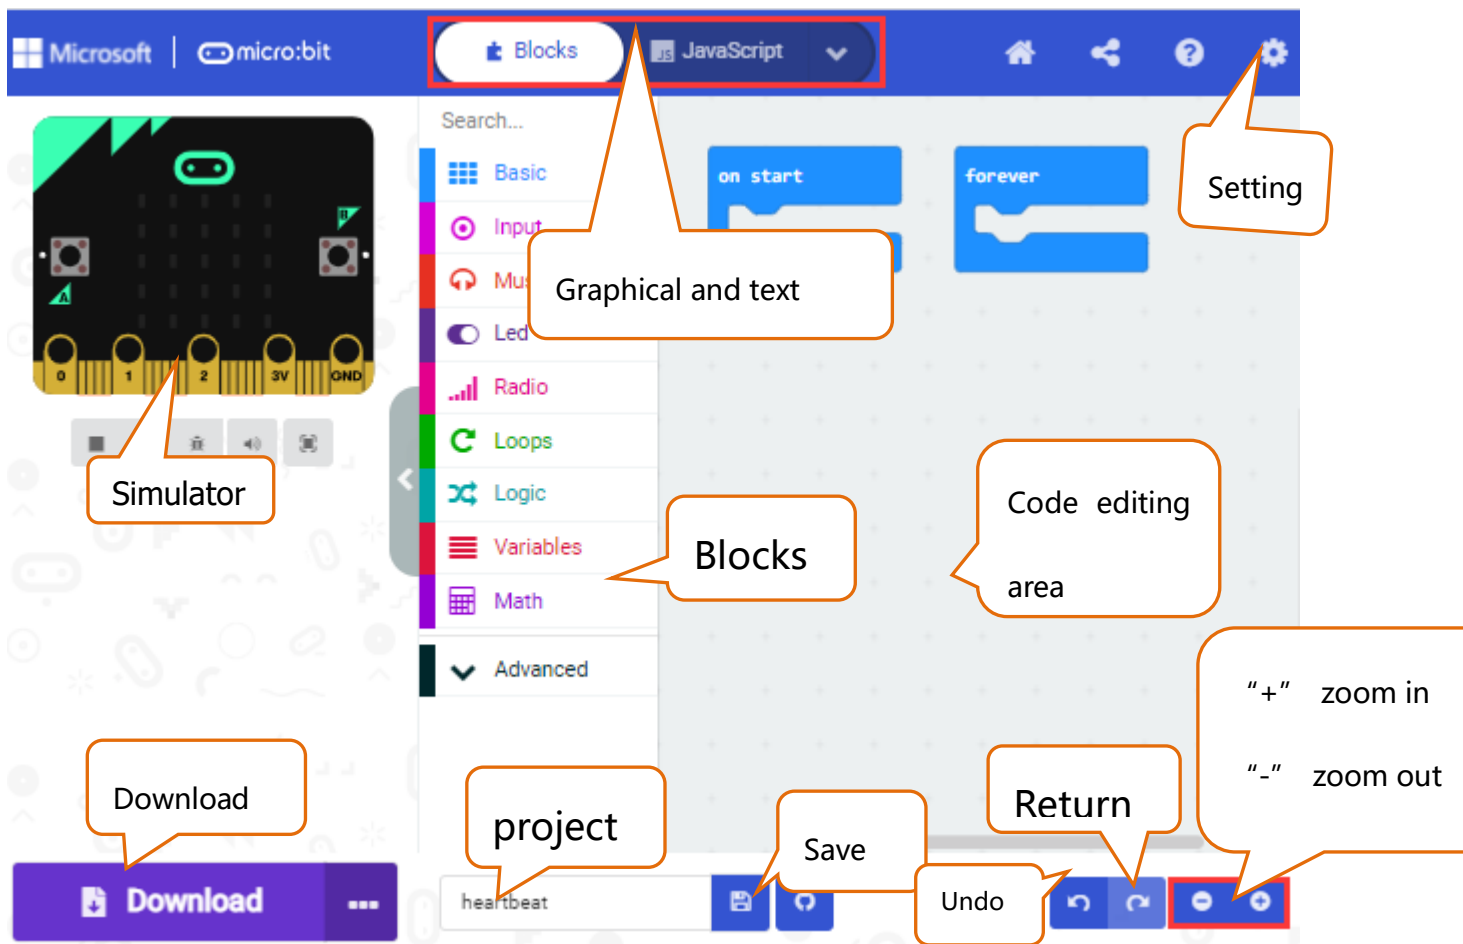 Microsoft | micro:bit
Blocks
JS JavaScript
Search...
Basic
Input
Led
Radio
Loops
Logic
Variables
Math
Advanced
on start
forever
Setting
Graphical and text
B
A
0 1 2 3V GND
Simulator
Blocks
Code editing
area
"+" zoom in
"-" zoom out
Download
project
Save
Return
Undo
Download
heartbeat